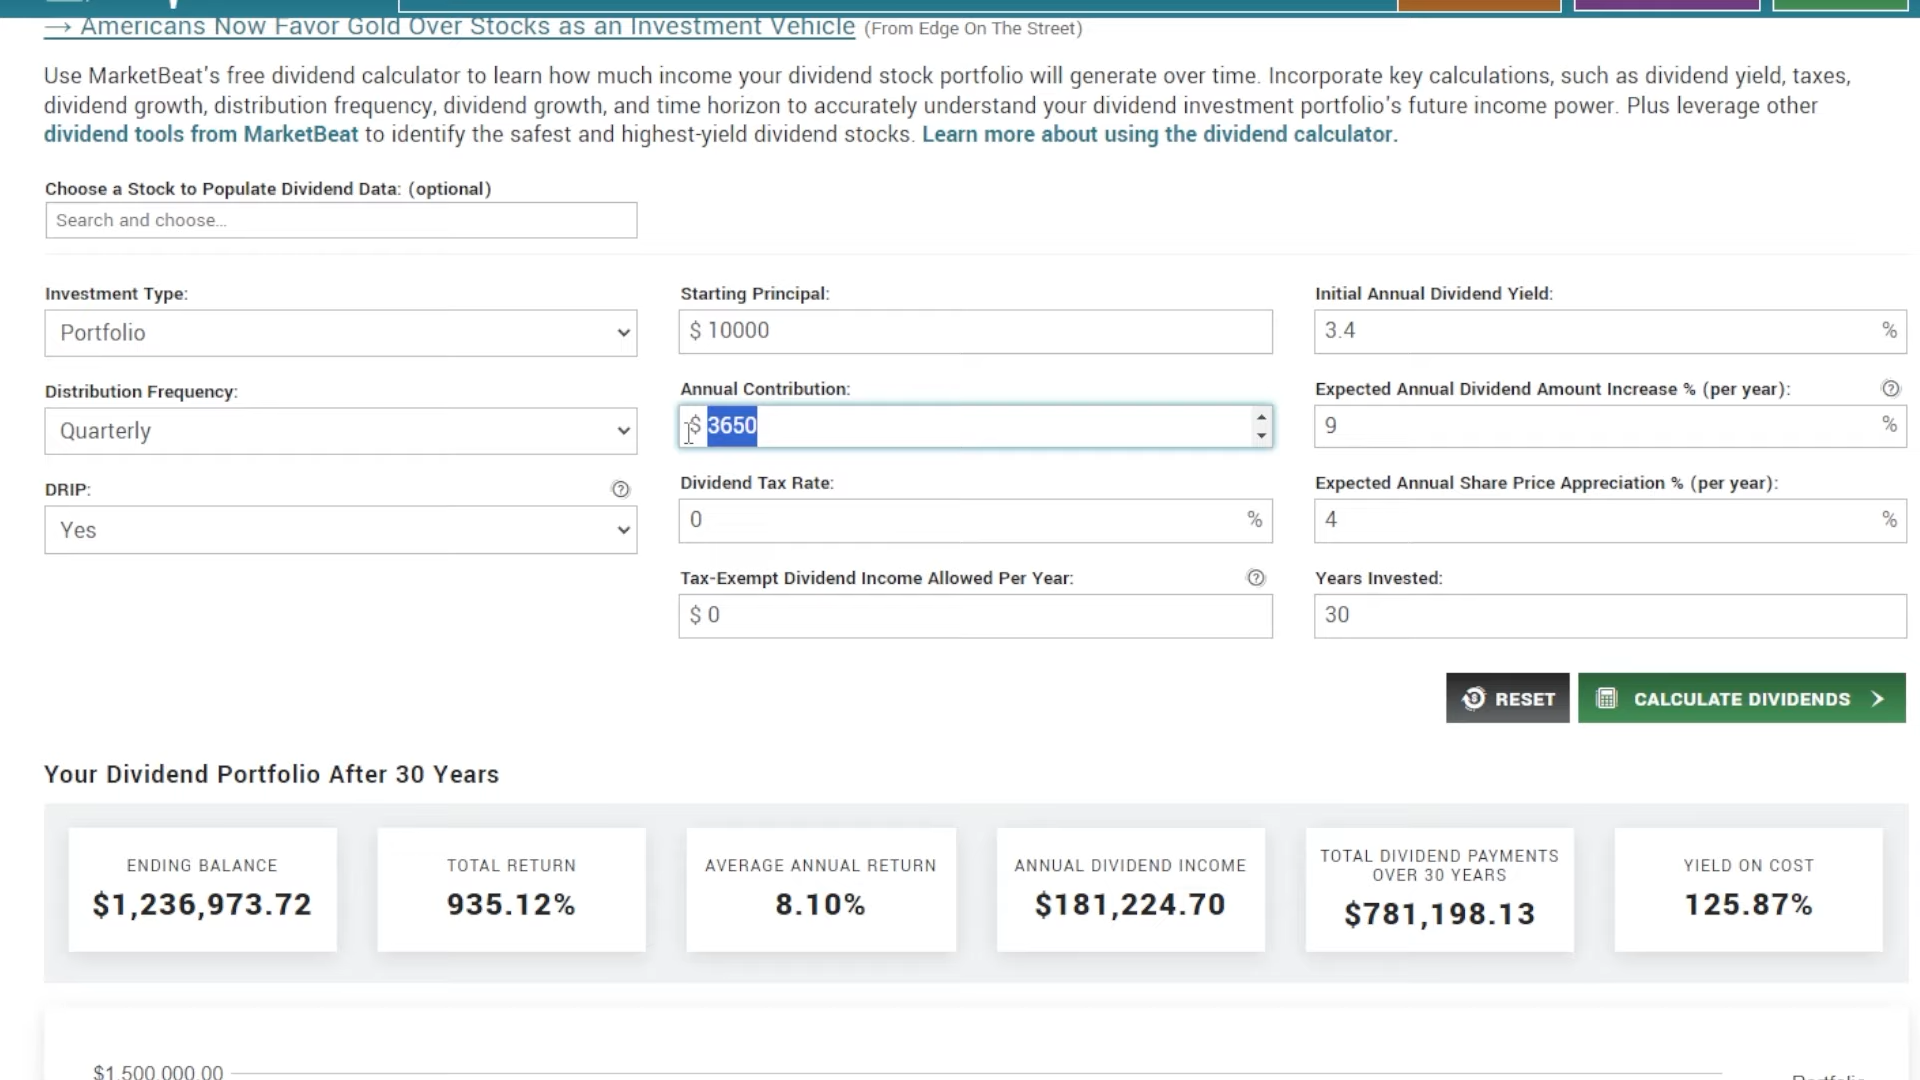 → Americans Now Favor Gold Over Stocks as an Investment Vehicle (From Edge On The Street)
Use MarketBeat's free dividend calculator to learn how much income your dividend stock portfolio will generate over time. Incorporate key calculations, such as dividend yield, taxes,
dividend growth, distribution frequency, dividend growth, and time horizon to accurately understand your dividend investment portfolio's future income power. Plus leverage other
dividend tools from MarketBeat to identify the safest and highest-yield dividend stocks. Learn more about using the dividend calculator.
Choose a Stock to Populate Dividend Data: (optional)
Search and choose...
Investment Type:
Portfolio
Distribution Frequency:
Quarterly
DRIP:
Yes
Starting Principal:
$ 10000
Annual Contribution:
$ 3650
Dividend Tax Rate:
0 %
Tax-Exempt Dividend Income Allowed Per Year:
$ 0
Initial Annual Dividend Yield:
3.4 %
Expected Annual Dividend Amount Increase % (per year):
9 %
Expected Annual Share Price Appreciation % (per year):
4 %
Years Invested:
30
RESET
CALCULATE DIVIDENDS
Your Dividend Portfolio After 30 Years
ENDING BALANCE
$1,236,973.72
TOTAL RETURN
935.12%
AVERAGE ANNUAL RETURN
8.10%
ANNUAL DIVIDEND INCOME
$181,224.70
TOTAL DIVIDEND PAYMENTS
OVER 30 YEARS
$781,198.13
YIELD ON COST
125.87%
$1,500,000.00